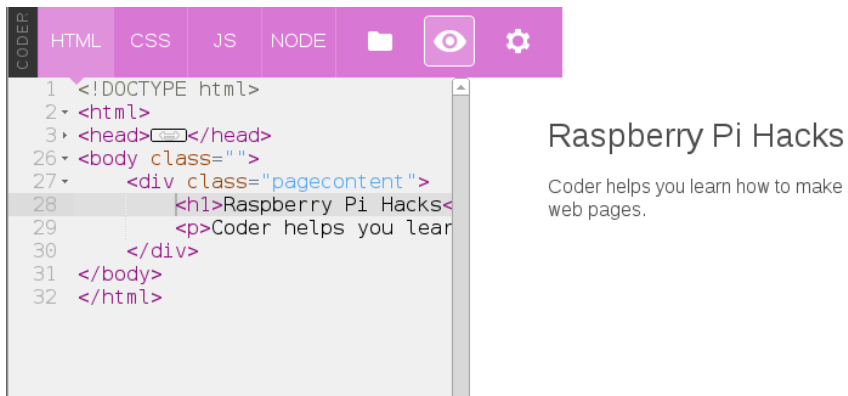 CODER
HTML CSS JS NODE
1 <!DOCTYPE html>
2 <html>
3 <head></head>
26 <body class="">
27 <div class="pagecontent">
28 <h1>Raspberry Pi Hacks<
29 <p>Coder helps you lear
30 </div>
31 </body>
32 </html>
Raspberry Pi Hacks
Coder helps you learn how to make
web pages.